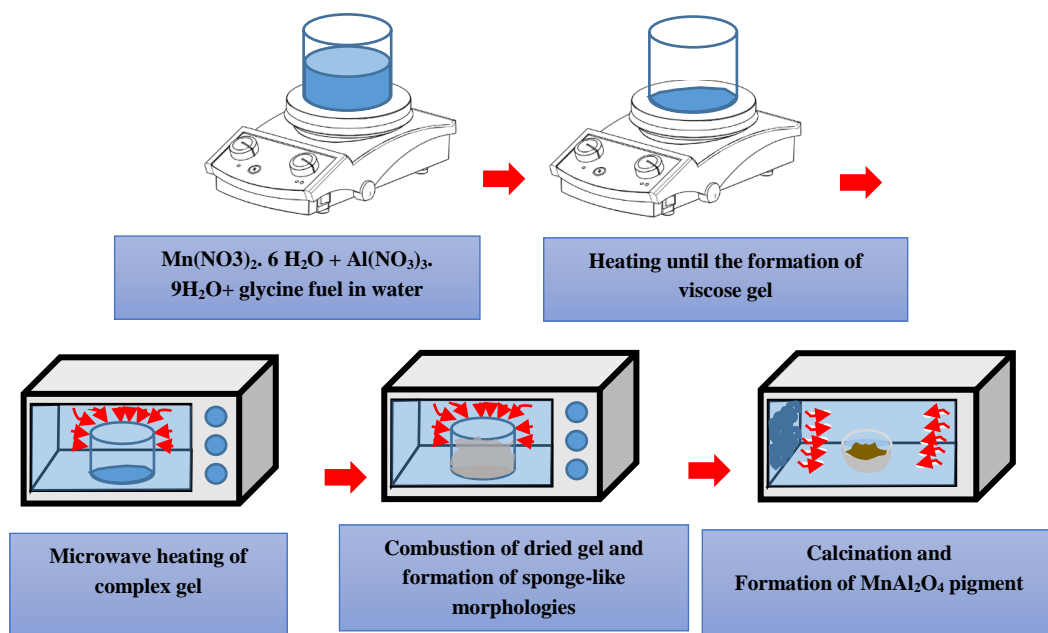 Mn(NO3)₂. 6 H₂O + Al(NO₃)₃.
9H₂O+ glycine fuel in water
Heating until the formation of
viscose gel
Microwave heating of
complex gel
Combustion of dried gel and
formation of sponge-like
morphologies
Calcination and
Formation of MnAl₂O₄ pigment